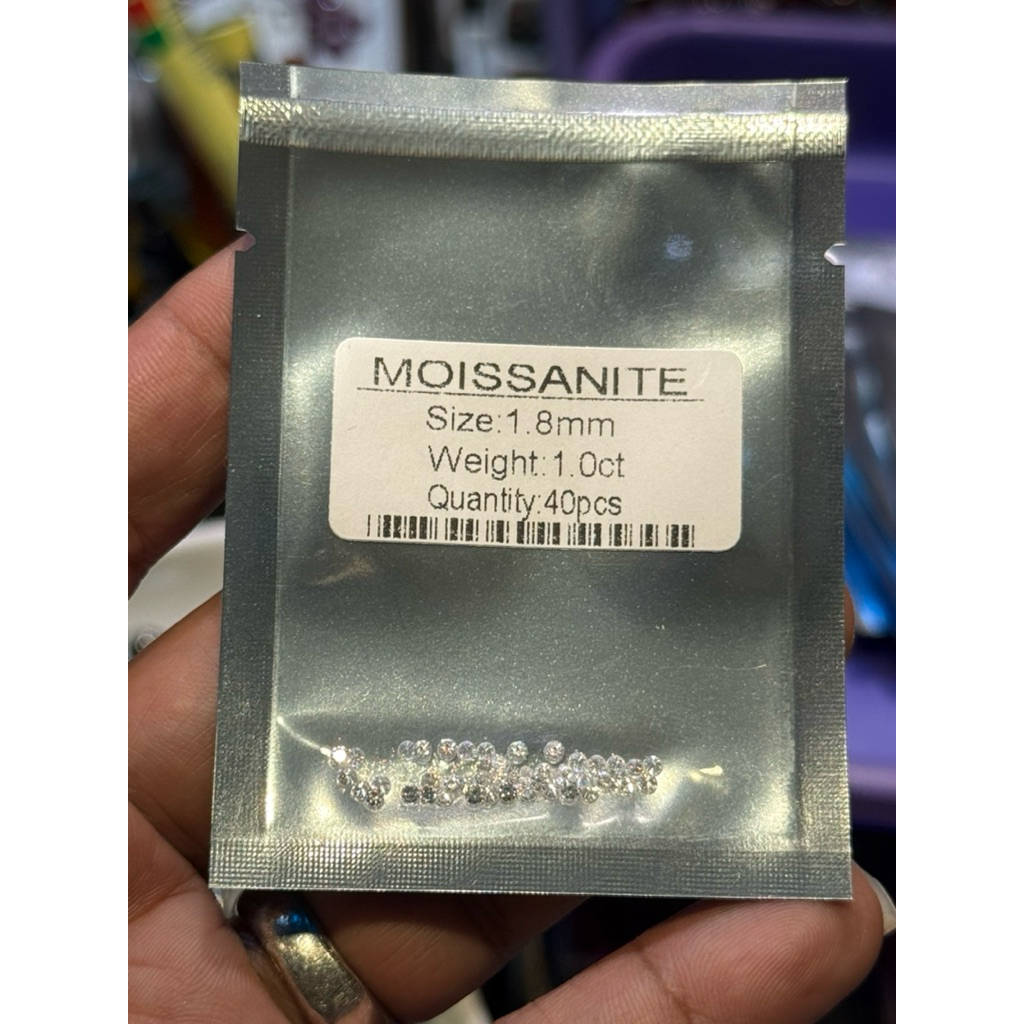 MOISSANITE
Size:1.8mm
Weight:1.0ct
Quantity:40pcs